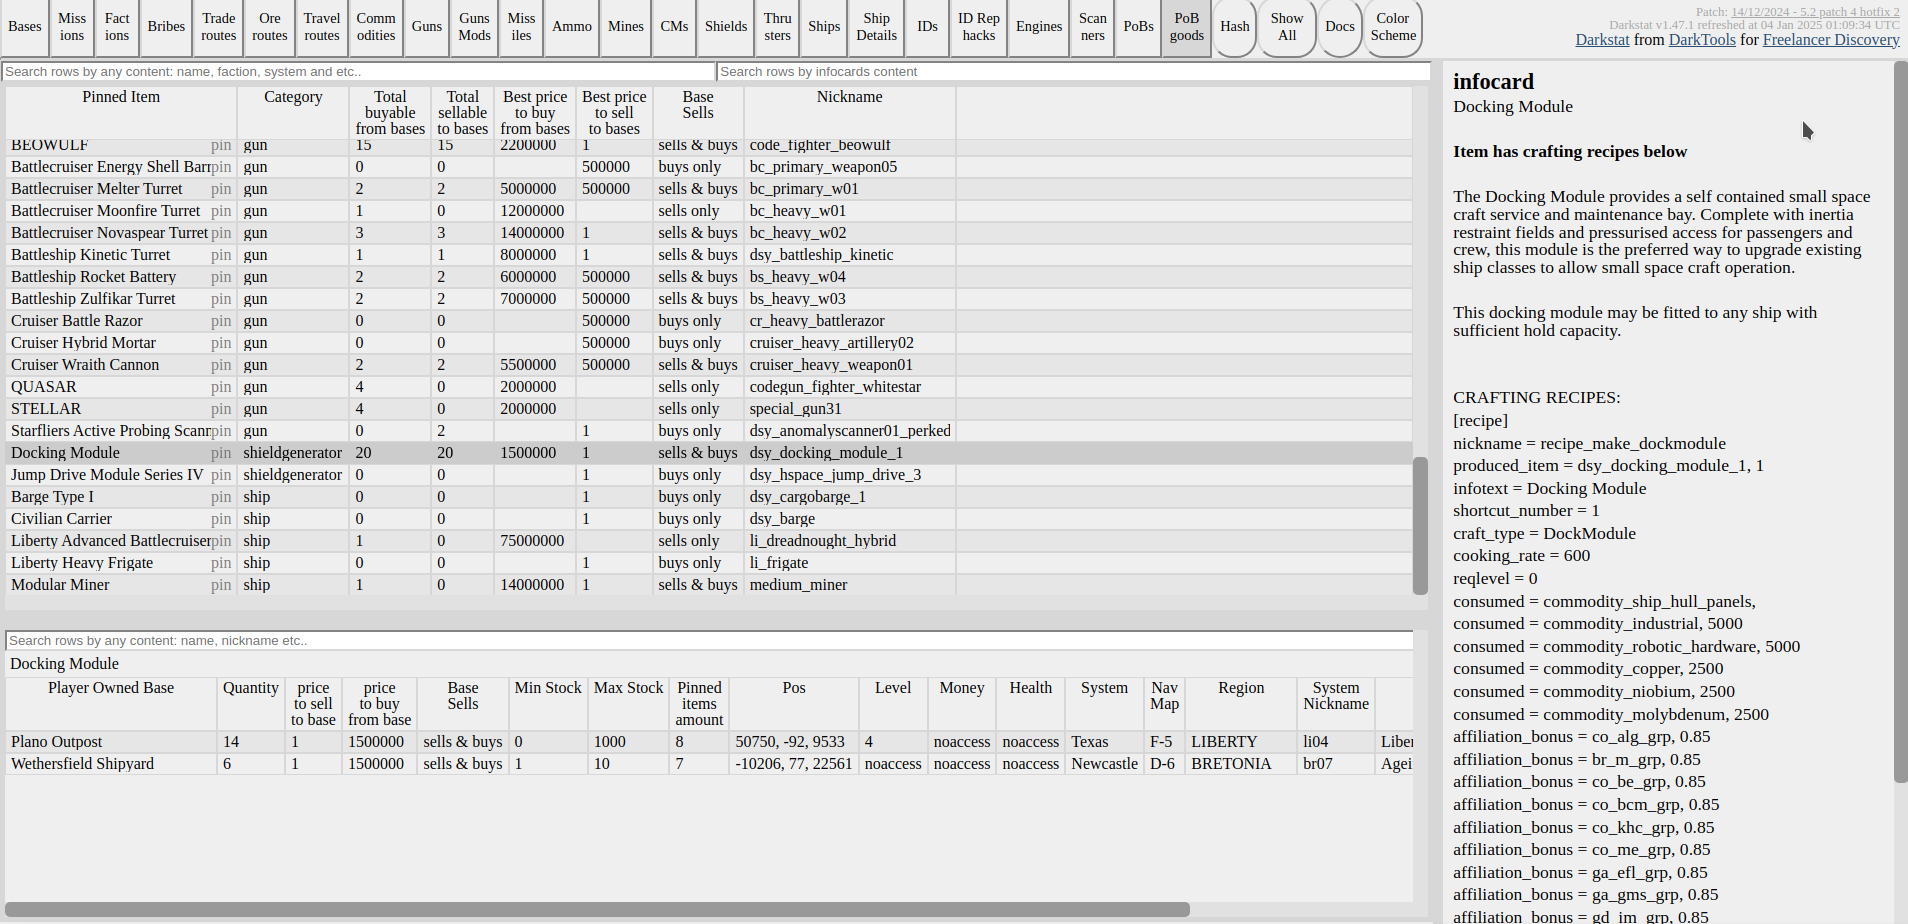 Bases Miss ions Fact ions Bribes Trade routes Ore routes Travel routes Comm odities Guns Guns Mods Miss iles Ammo Mines CMs Shields Thru sters Ships Ship Details IDs ID Rep hacks Engines Scan ners PoBs PoB goods Hash Show All Docs Color Scheme
Patch: 14/12/2024 - 5.2 patch 4 hotfix 2
Darkstat v1.47.1 refreshed at 04 Jan 2025 01:09:34 UTC
Darkstat from DarkTools for Freelancer Discovery
Search rows by any content: name, faction, system and etc..
Search rows by infocards content
Pinned Item Category Total buyable from bases Total sellable to bases Best price to buy from bases Best price to sell to bases Base Sells Nickname
BEOWULF pin gun 15 15 2200000 1 sells & buys code_fighter_beowulf
Battlecruiser Energy Shell Barr pin gun 0 0 500000 buys only bc_primary_weapon05
Battlecruiser Melter Turret pin gun 2 2 5000000 500000 sells & buys bc_primary_w01
Battlecruiser Moonfire Turret pin gun 1 0 12000000 sells only bc_heavy_w01
Battlecruiser Novaspear Turret pin gun 3 3 14000000 1 sells & buys bc_heavy_w02
Battleship Kinetic Turret pin gun 1 1 8000000 1 sells & buys dsy_battleship_kinetic
Battleship Rocket Battery pin gun 2 2 6000000 500000 sells & buys bs_heavy_w04
Battleship Zulfikar Turret pin gun 2 2 7000000 500000 sells & buys bs_heavy_w03
Cruiser Battle Razor pin gun 0 0 500000 buys only cr_heavy_battlerazor
Cruiser Hybrid Mortar pin gun 0 0 500000 buys only cruiser_heavy_artillery02
Cruiser Wraith Cannon pin gun 2 2 5500000 500000 sells & buys cruiser_heavy_weapon01
QUASAR pin gun 4 0 2000000 sells only codegun_fighter_whitestar
STELLAR pin gun 4 0 2000000 sells only special_gun31
Starfliers Active Probing Scann pin gun 0 2 1 buys only dsy_anomalyscanner01_perked
Docking Module pin shieldgenerator 20 20 1500000 1 sells & buys dsy_docking_module_1
Jump Drive Module Series IV pin shieldgenerator 0 0 1 buys only dsy_hspace_jump_drive_3
Barge Type I pin ship 0 0 1 buys only dsy_cargobarge_1
Civilian Carrier pin ship 0 0 1 buys only dsy_barge
Liberty Advanced Battlecruiser pin ship 1 0 75000000 sells only li_dreadnought_hybrid
Liberty Heavy Frigate pin ship 0 0 1 buys only li_frigate
Modular Miner pin ship 1 0 14000000 1 sells & buys medium_miner
Search rows by any content: name, nickname etc..
Docking Module
Player Owned Base Quantity price to sell to base price to buy from base Base Sells Min Stock Max Stock Pinned items amount Pos Level Money Health System Nav Map Region System Nickname
Plano Outpost 14 1 1500000 sells & buys 0 1000 8 50750, -92, 9533 4 noaccess noaccess Texas F-5 LIBERTY li04 Liber
Wethersfield Shipyard 6 1 1500000 sells & buys 1 10 7 -10206, 77, 22561 noaccess noaccess noaccess Newcastle D-6 BRETONIA br07 Agei
infocard
Docking Module
Item has crafting recipes below
The Docking Module provides a self contained small space
craft service and maintenance bay. Complete with inertia
restraint fields and pressurised access for passengers and
crew, this module is the preferred way to upgrade existing
ship classes to allow small space craft operation.
This docking module may be fitted to any ship with
sufficient hold capacity.
CRAFTING RECIPES:
[recipe]
nickname = recipe_make_dockmodule
produced_item = dsy_docking_module_1, 1
infotext = Docking Module
shortcut_number = 1
craft_type = DockModule
cooking_rate = 600
reqlevel = 0
consumed = commodity_ship_hull_panels,
consumed = commodity_industrial, 5000
consumed = commodity_robotic_hardware, 5000
consumed = commodity_copper, 2500
consumed = commodity_niobium, 2500
consumed = commodity_molybdenum, 2500
affiliation_bonus = co_alg_grp, 0.85
affiliation_bonus = br_m_grp, 0.85
affiliation_bonus = co_be_grp, 0.85
affiliation_bonus = co_bcm_grp, 0.85
affiliation_bonus = co_khc_grp, 0.85
affiliation_bonus = co_me_grp, 0.85
affiliation_bonus = ga_efl_grp, 0.85
affiliation_bonus = ga_gms_grp, 0.85
affiliation_bonus = gd_im_grp, 0.85